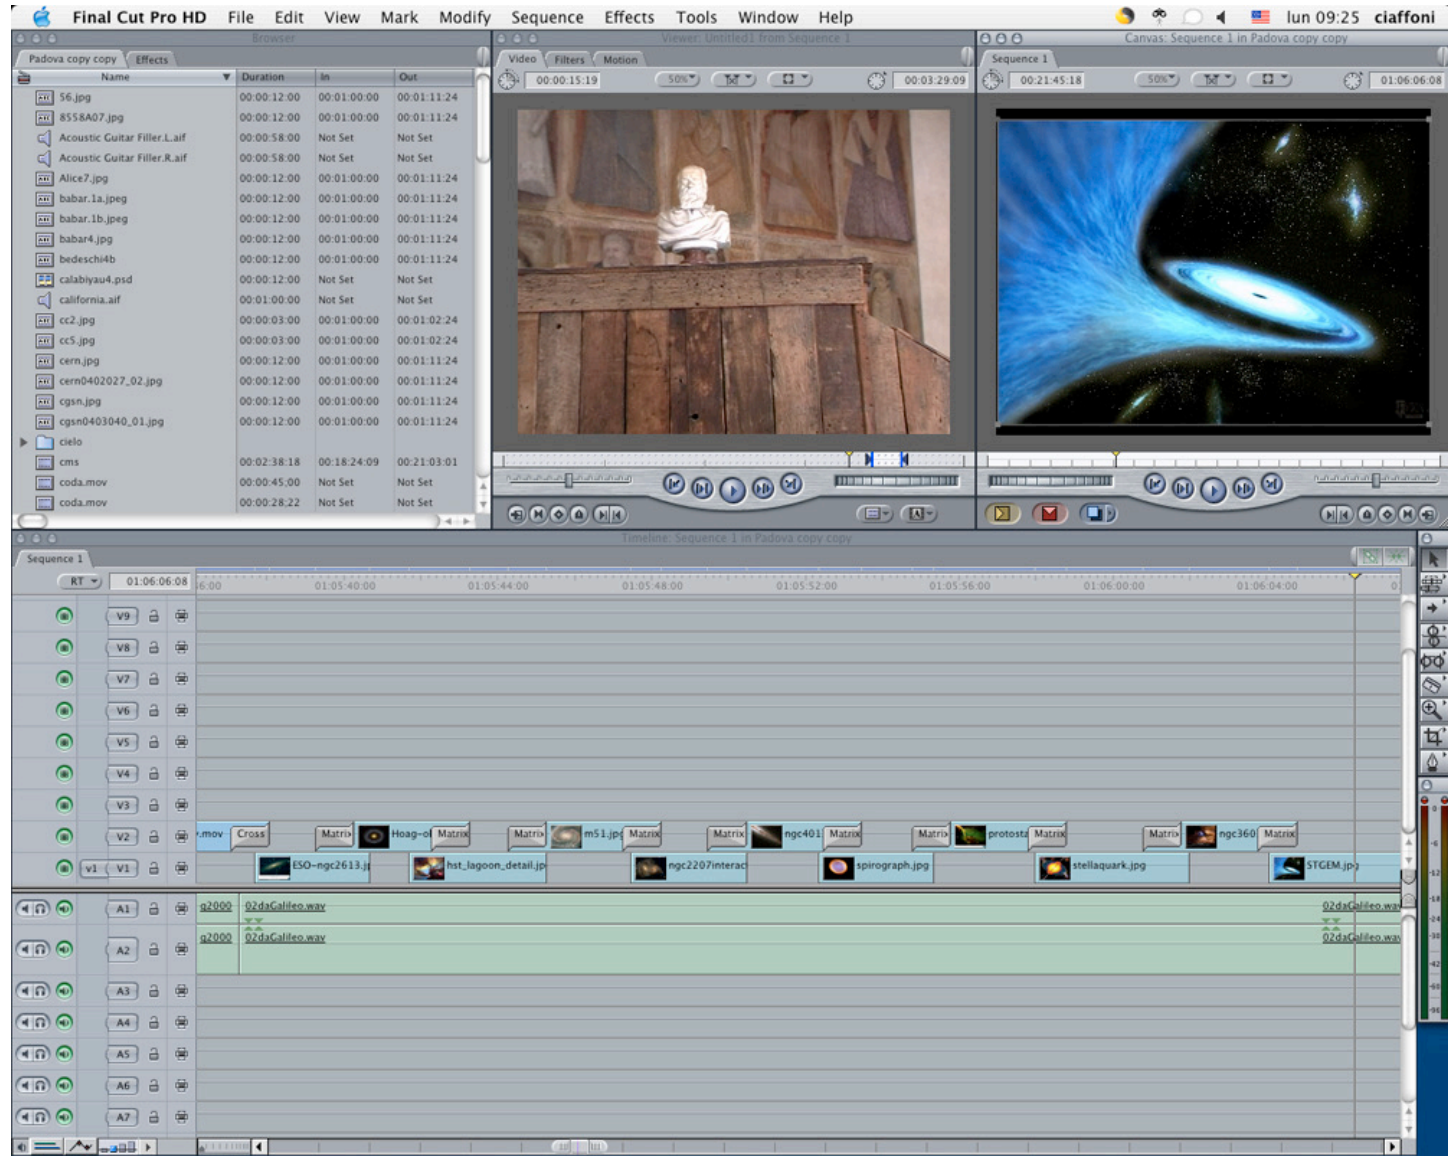 Final Cut Pro HD File Edit View Mark Modify Sequence Effects Tools Window Help lun 09:25 ciaffoni
Browser
Padova copy copy Effects
Name Duration In Out
56.jpg 00:00:12:00 00:01:00:00 00:01:11:24
8558A07.jpg 00:00:12:00 00:01:00:00 00:01:11:24
Acoustic Guitar Filler.L.aif 00:00:58:00 Not Set Not Set
Acoustic Guitar Filler.R.aif 00:00:58:00 Not Set Not Set
Alice7.jpg 00:00:12:00 00:01:00:00 00:01:11:24
babar.1a.jpeg 00:00:12:00 00:01:00:00 00:01:11:24
babar.1b.jpeg 00:00:12:00 00:01:00:00 00:01:11:24
babar4.jpg 00:00:12:00 00:01:00:00 00:01:11:24
bedeschi4b 00:00:12:00 00:01:00:00 00:01:11:24
calabiyau4.psd 00:00:12:00 Not Set Not Set
california.aif 00:01:00:00 Not Set Not Set
cc2.jpg 00:00:03:00 00:01:00:00 00:01:02:24
cc5.jpg 00:00:03:00 00:01:00:00 00:01:02:24
cern.jpg 00:00:12:00 00:01:00:00 00:01:11:24
cern0402027_02.jpg 00:00:12:00 00:01:00:00 00:01:11:24
cgsn.jpg 00:00:12:00 00:01:00:00 00:01:11:24
cgsn0403040_01.jpg 00:00:12:00 00:01:00:00 00:01:11:24
cielo
cms 00:02:38:18 00:18:24:09 00:21:03:01
coda.mov 00:00:45;00 Not Set Not Set
coda.mov 00:00:28;22 Not Set Not Set
Viewer: Untitled1 from Sequence 1
Video Filters Motion
00:00:15:19 50% 00:03:29:09
Canvas: Sequence 1 in Padova copy copy
Sequence 1
00:21:45:18 50% 01:06:06:08
Timeline: Sequence 1 in Padova copy copy
Sequence 1
RT 01:06:06:08 01:05:40:00 01:05:44:00 01:05:48:00 01:05:52:00 01:05:56:00 01:06:00:00 01:06:04:00
V9
V8
V7
V6
V5
V4
V3
V2 .mov Cross Matrix Hoag-ol Matrix Matrix m51.jpg Matrix Matrix ngc401 Matrix Matrix protosta Matrix Matrix ngc360 Matrix
v1 V1 ESO-ngc2613.jp hst_lagoon_detail.jp ngc2207interac spirograph.jpg stellaquark.jpg STGEM.jpg
A1 g2000 02daGalileo.wav 02daGalileo.wav
A2 g2000 02daGalileo.wav 02daGalileo.wav
A3
A4
A5
A6
A7
0
-6
-12
-18
-24
-30
-42
-60
-96